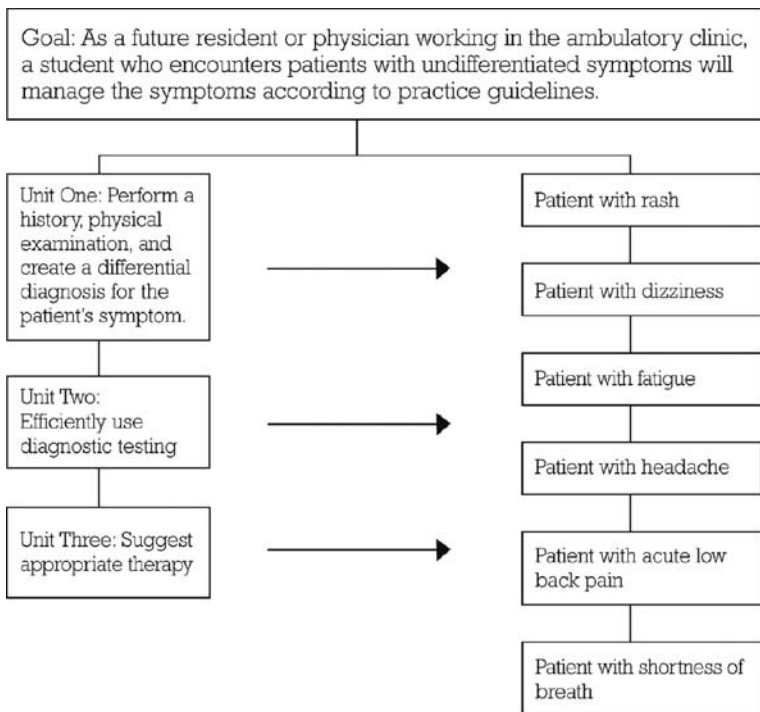 Goal: As a future resident or physician working in the ambulatory clinic,
a student who encounters patients with undifferentiated symptoms will
manage the symptoms according to practice guidelines.
Unit One: Perform a
history, physical
examination, and
create a differential
diagnosis for the
patient's symptom.
Unit Two:
Efficiently use
diagnostic testing
Unit Three: Suggest
appropriate therapy
Patient with rash
Patient with dizziness
Patient with fatigue
Patient with headache
Patient with acute low
back pain
Patient with shortness of
breath